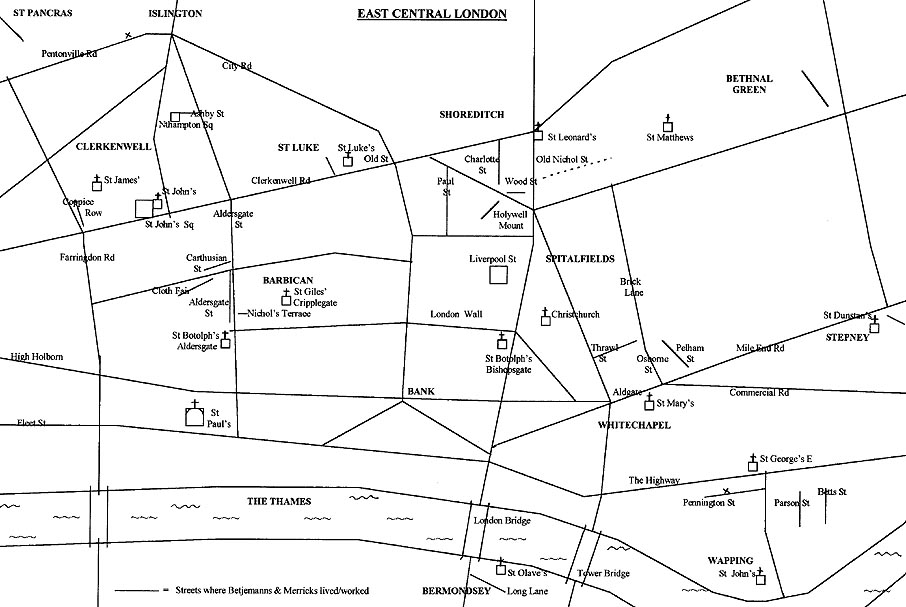 ST PANCRAS
ISLINGTON
EAST CENTRAL LONDON
Pentonville Rd
City Rd
BETHNAL
GREEN
Ashby St
Nthampton Sq
SHOREDITCH
St Leonard's
St Matthews
CLERKENWELL
ST LUKE
St Luke's
Old St
Charlotte
St
Old Nichol St
St James'
Clerkenwell Rd
Paul
St
Wood St
St John's
Coppice
Row
St John's Sq
Aldersgate
St
Holywell
Mount
Farringdon Rd
Carthusian
St
Liverpool St
SPITALFIELDS
BARBICAN
Cloth Fair
St Giles'
Cripplegate
Brick
Lane
Aldersgate
St
Nichol's Terrace
London Wall
Christchurch
St Dunstan's
STEPNEY
St Botolph's
Aldersgate
St Botolph's
Bishopsgate
Thrawl
St
Osborne
St
Pelham
St
Mile End Rd
High Holborn
BANK
Aldgate
Commercial Rd
St Mary's
St
Paul's
Fleet St
WHITECHAPEL
St George's E
The Highway
THE THAMES
Pennington St
Parson St
Betts St
London Bridge
WAPPING
St John's
St Olave's
Tower Bridge
= Streets where Betjemanns & Merricks lived/worked
BERMONDSEY
Long Lane